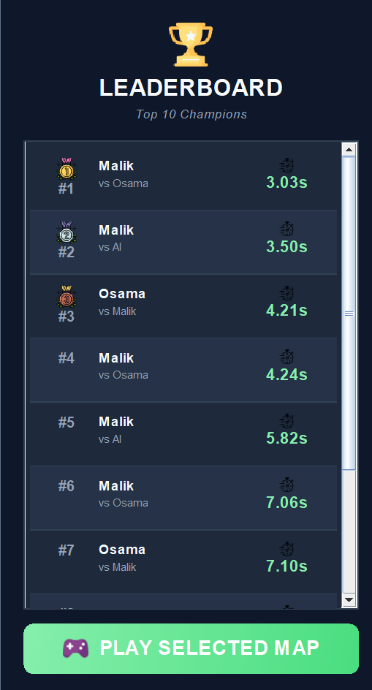 LEADERBOARD
Top 10 Champions
#1 Malik 3.03s
vs Osama
#2 Malik 3.50s
vs AI
#3 Osama 4.21s
vs Malik
#4 Malik 4.24s
vs Osama
#5 Malik 5.82s
vs AI
#6 Malik 7.06s
vs Osama
#7 Osama 7.10s
vs Malik
PLAY SELECTED MAP